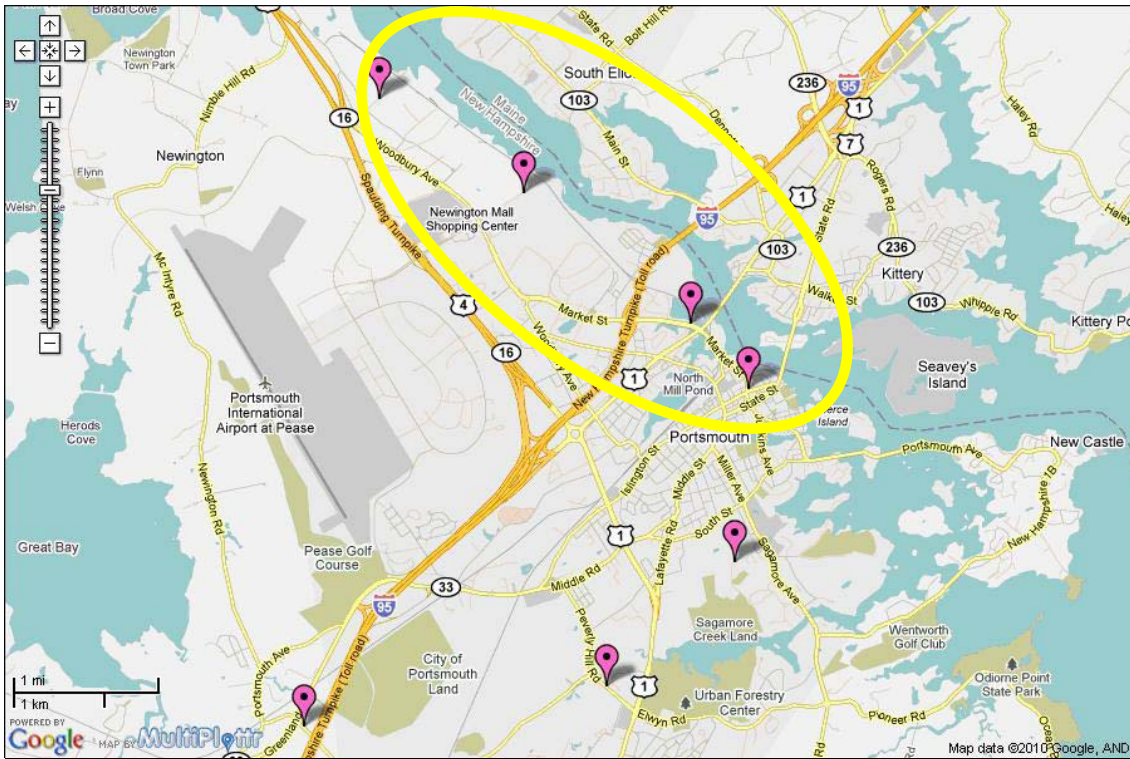 BROAD COVE
Newington
Town Park
Nimble Hill Rd
Newington
Flynn
Bay
16
Woodbury Ave
Spaulding Turnpike
Newington Mall
Shopping Center
Maine
New Hampshire
State Rd
Bolt Hill Rd
South Eliot
103
Main St
236
95
1
7
Rogers Rd
Haley Rd
Haley
State Rd
1
95
103
236
Kittery
103
Whipple Rd
Kittery Po
Walker St
Mc Intyre Rd
4
16
Market St
Woodbury Ave
New Hampshire Turnpike (Toll road)
1
North
Mill Pond
Market St
State St
Seavey's
Island
Portsmouth
International
Airport at Pease
Herods
Cove
Newington Rd
Portsmouth
Islington St
Middle St
Miller Ave
Junkins Ave
Portsmouth Ave
New Castle
New Hampshire 1B
Great Bay
Pease Golf
Course
1
South St
Lafayette Rd
Sagamore Ave
33
Middle Rd
95
Peverly Hill Rd
Sagamore
Creek Land
Wentworth
Golf Club
City of
Portsmouth
Land
Portsmouth Ave
Greenland
1
Urban Forestry
Center
Elwyn Rd
Pioneer Rd
Odiorne Point
State Park
1 mi
1 km
POWERED BY
Google
MAP BY
MultiPlottr
Map data ©2010 Google, AND